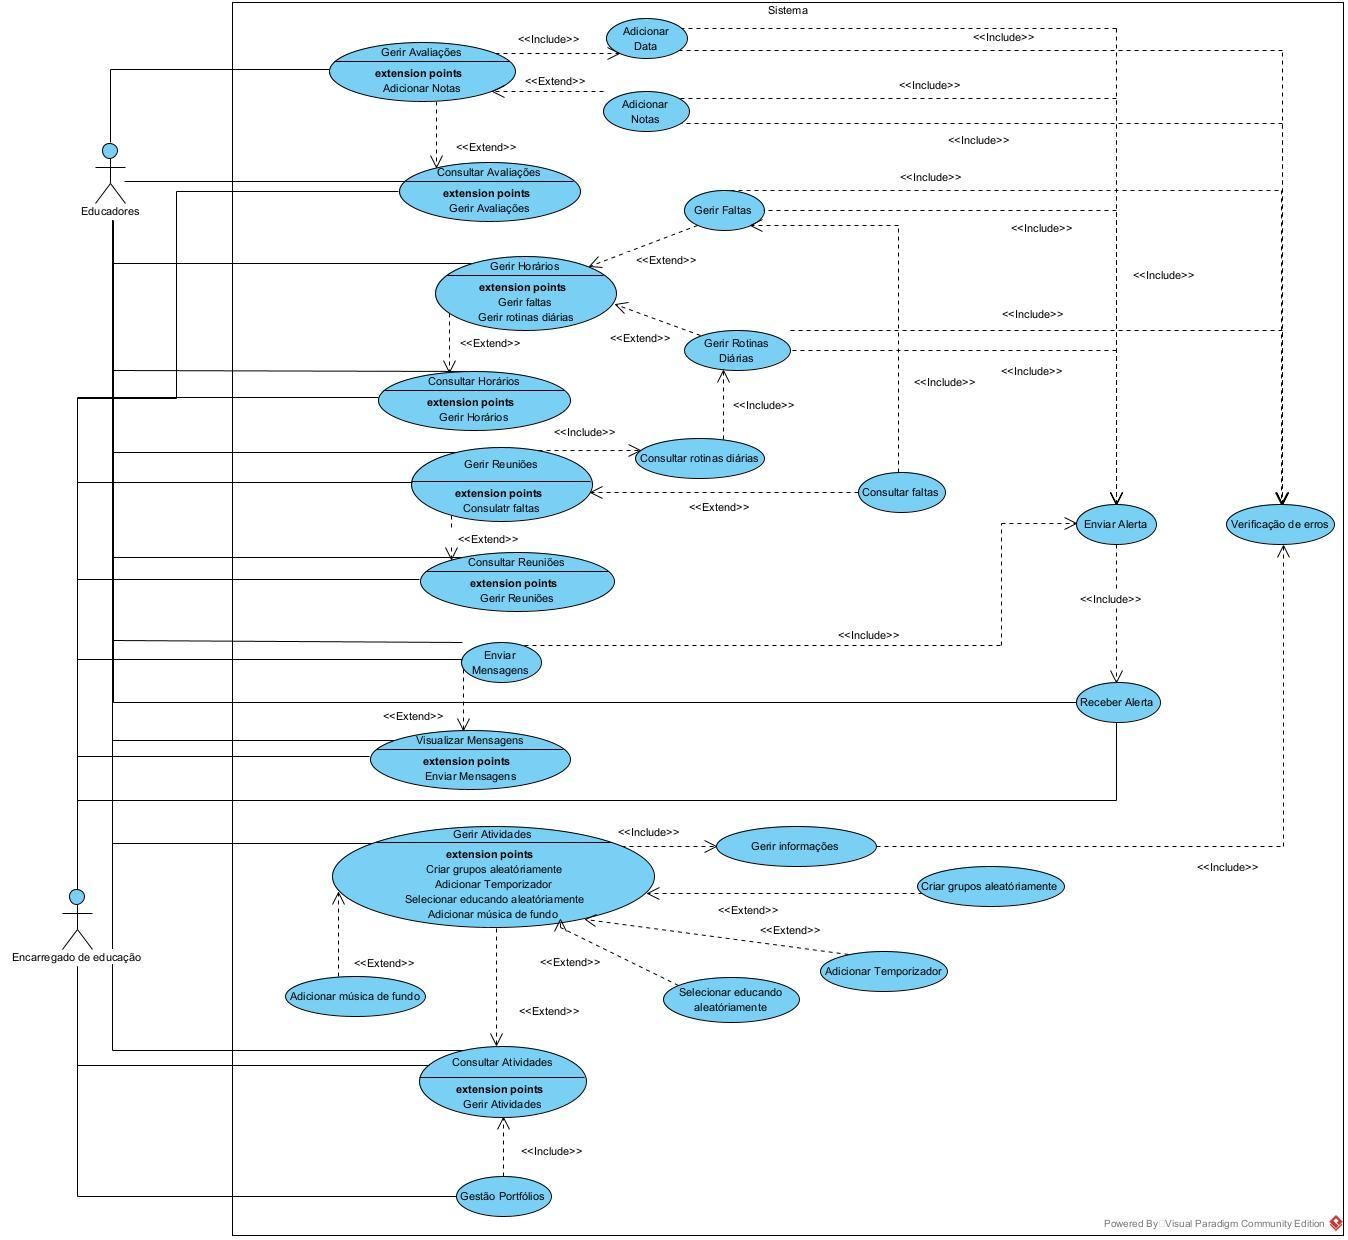 Sistema
Adicionar
Data
<<Include>>
<<Include>>
Gerir Avaliações
extension points
Adicionar Notas
<<Extend>>
<<Include>>
Adicionar
Notas
<<Include>>
<<Extend>>
Consultar Avaliações
extension points
Gerir Avaliações
<<Include>>
Educadores
Gerir Faltas
<<Include>>
<<Extend>>
Gerir Horários
extension points
Gerir faltas
Gerir rotinas diárias
<<Include>>
<<Include>>
<<Extend>>
<<Extend>>
Gerir Rotinas
Diárias
<<Include>>
Consultar Horários
extension points
Gerir Horários
<<Include>>
<<Include>>
<<Include>>
Gerir Reuniões
extension points
Consulatr faltas
Consultar rotinas diárias
Consultar faltas
<<Extend>>
Enviar Alerta
Verificação de erros
<<Extend>>
Consultar Reuniões
extension points
Gerir Reuniões
<<Include>>
<<Include>>
Enviar
Mensagens
Receber Alerta
<<Extend>>
Visualizar Mensagens
extension points
Enviar Mensagens
Gerir Atividades
extension points
Criar grupos aleatóriamente
Adicionar Temporizador
Selecionar educando aleatóriamente
Adicionar música de fundo
<<Include>>
Gerir informações
<<Include>>
Criar grupos aleatóriamente
<<Extend>>
<<Extend>>
Encarregado de educação
<<Extend>>
<<Extend>>
Adicionar Temporizador
Adicionar música de fundo
Selecionar educando
aleatóriamente
<<Extend>>
Consultar Atividades
extension points
Gerir Atividades
<<Include>>
Gestão Portfólios
Powered By Visual Paradigm Community Edition